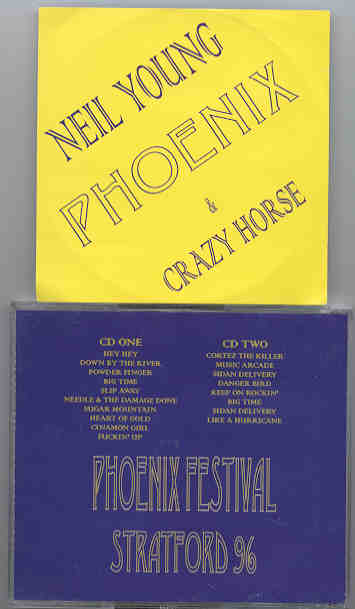 NEIL YOUNG
PHOENIX
&
CRAZY HORSE
CD ONE
HEY HEY
DOWN BY THE RIVER
POWDER FINGER
BIG TIME
SLIP AWAY
NEEDLE & THE DAMAGE DONE
SUGAR MOUNTAIN
HEART OF GOLD
CINAMON GIRL
FUCKIN' UP
CD TWO
CORTEZ THE KILLER
MUSIC ARCADE
SIDAN DELIVERY
DANGER BIRD
KEEP ON ROCKIN'
BIG TIME
SIDAN DELIVERY
LIKE A HURRICANE
PHOENIX FESTIVAL
STRATFORD 96